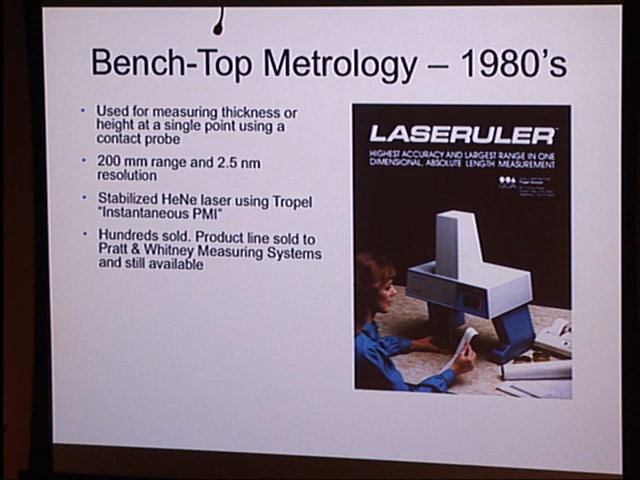 Bench-Top Metrology – 1980's
• Used for measuring thickness or
height at a single point using a
contact probe
• 200 mm range and 2.5 nm
resolution
• Stabilized HeNe laser using Tropel
"Instantaneous PMI"
• Hundreds sold. Product line sold to
Pratt & Whitney Measuring Systems
and still available
LASERULER
HIGHEST ACCURACY AND LARGEST RANGE IN ONE
DIMENSIONAL, ABSOLUTE LENGTH MEASUREMENT